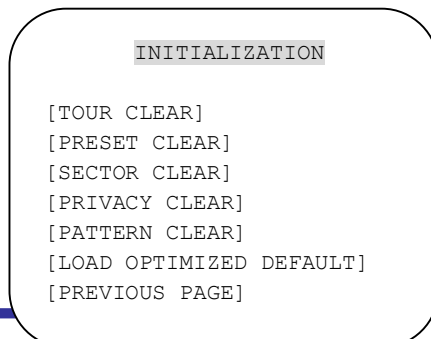 INITIALIZATION
[TOUR CLEAR]
[PRESET CLEAR]
[SECTOR CLEAR]
[PRIVACY CLEAR]
[PATTERN CLEAR]
[LOAD OPTIMIZED DEFAULT]
[PREVIOUS PAGE]